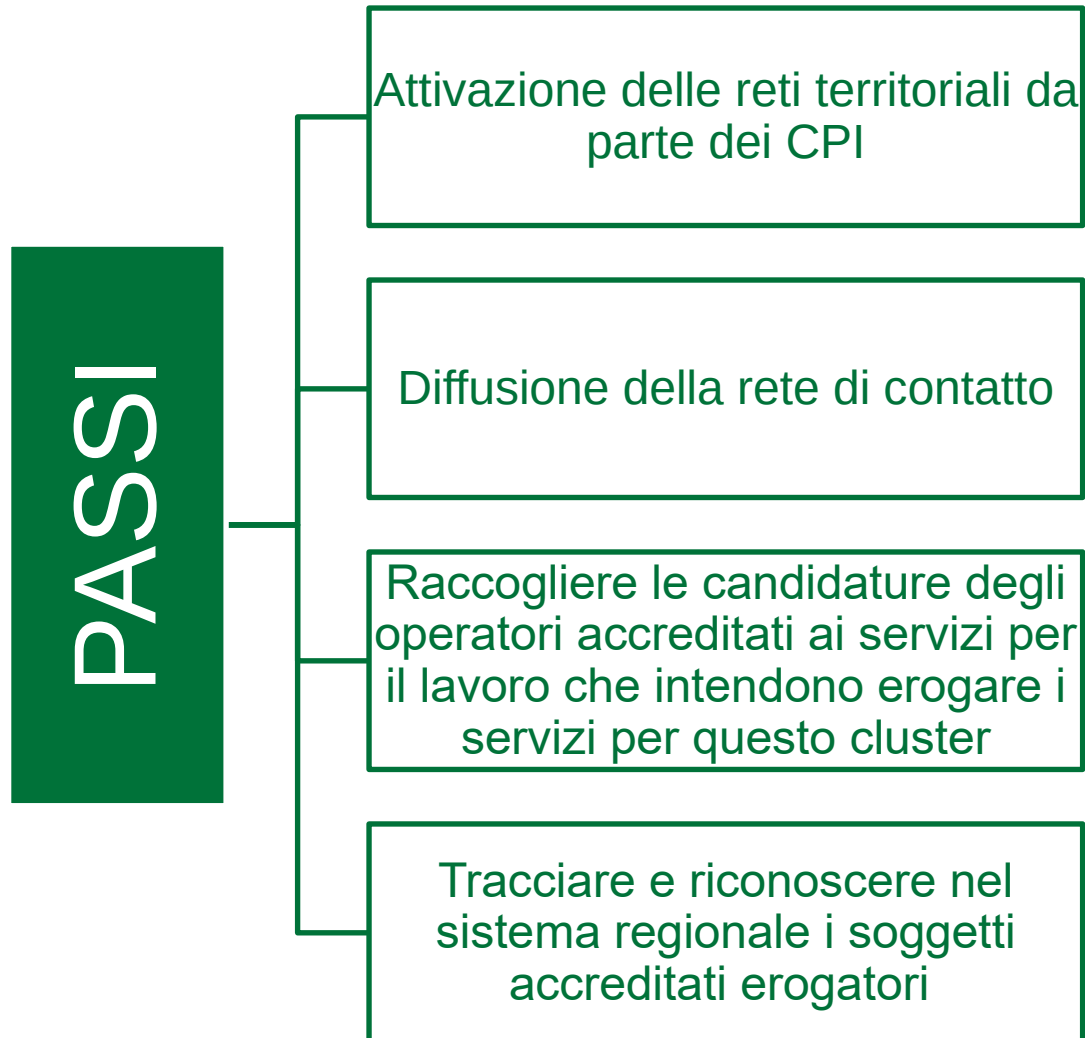 PASSI
Attivazione delle reti territoriali da
parte dei CPI
Diffusione della rete di contatto
Raccogliere le candidature degli
operatori accreditati ai servizi per
il lavoro che intendono erogare i
servizi per questo cluster
Tracciare e riconoscere nel
sistema regionale i soggetti
accreditati erogatori